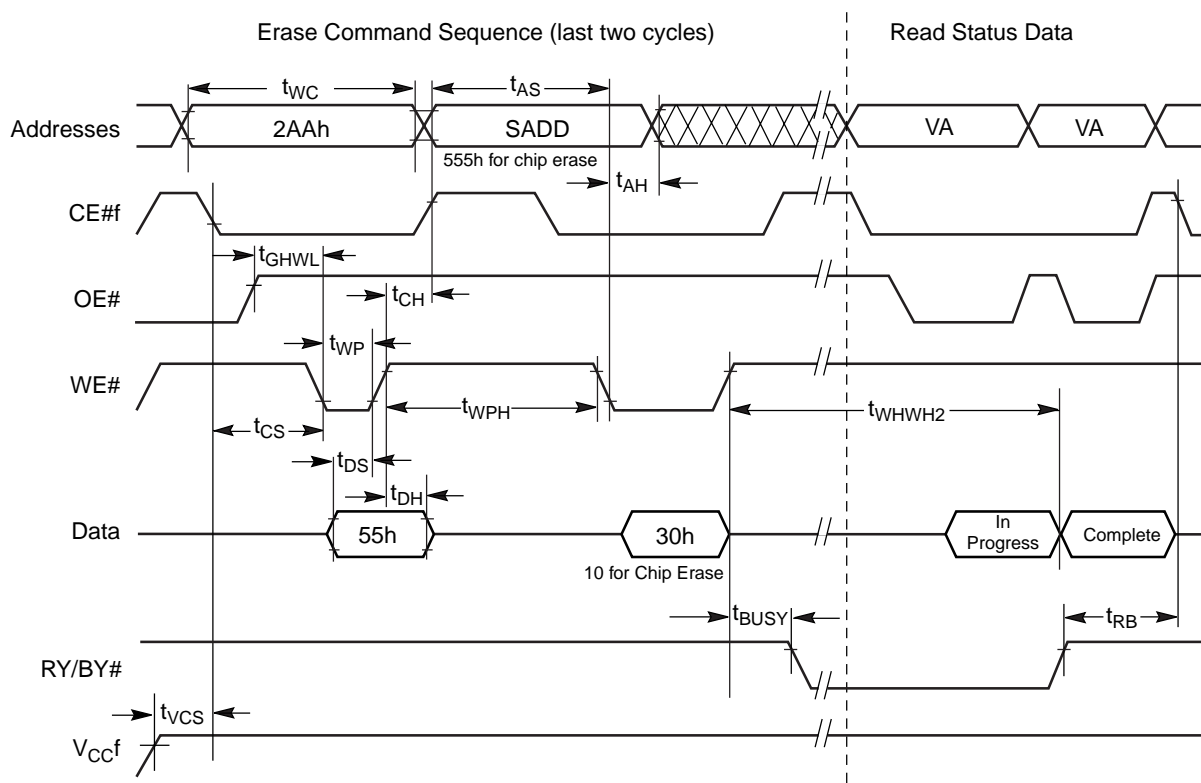 Erase Command Sequence (last two cycles)
Read Status Data
tWC
tAS
Addresses
2AAh
SADD
VA
VA
555h for chip erase
tAH
CE#f
tGHWL
OE#
tCH
tWP
WE#
tWPH
tWHWH2
tCS
tDS
tDH
Data
55h
30h
In
Progress
Complete
10 for Chip Erase
tBUSY
tRB
RY/BY#
tVCS
VCCf